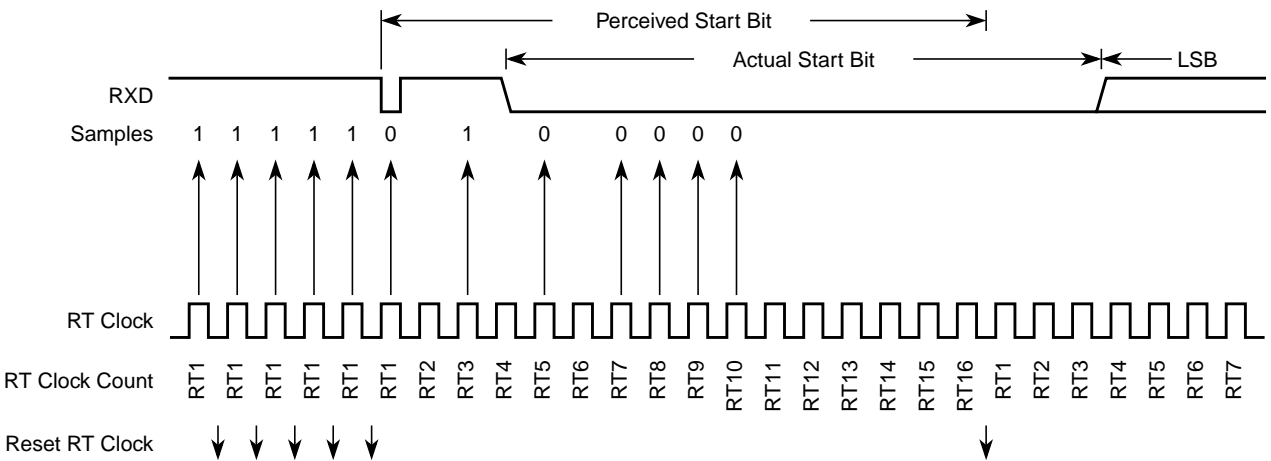 Perceived Start Bit
Actual Start Bit LSB
RXD
Samples 1 1 1 1 1 0 1 0 0 0 0 0
RT Clock
RT Clock Count RT1 RT1 RT1 RT1 RT1 RT1 RT2 RT3 RT4 RT5 RT6 RT7 RT8 RT9 RT10 RT11 RT12 RT13 RT14 RT15 RT16 RT1 RT2 RT3 RT4 RT5 RT6 RT7
Reset RT Clock